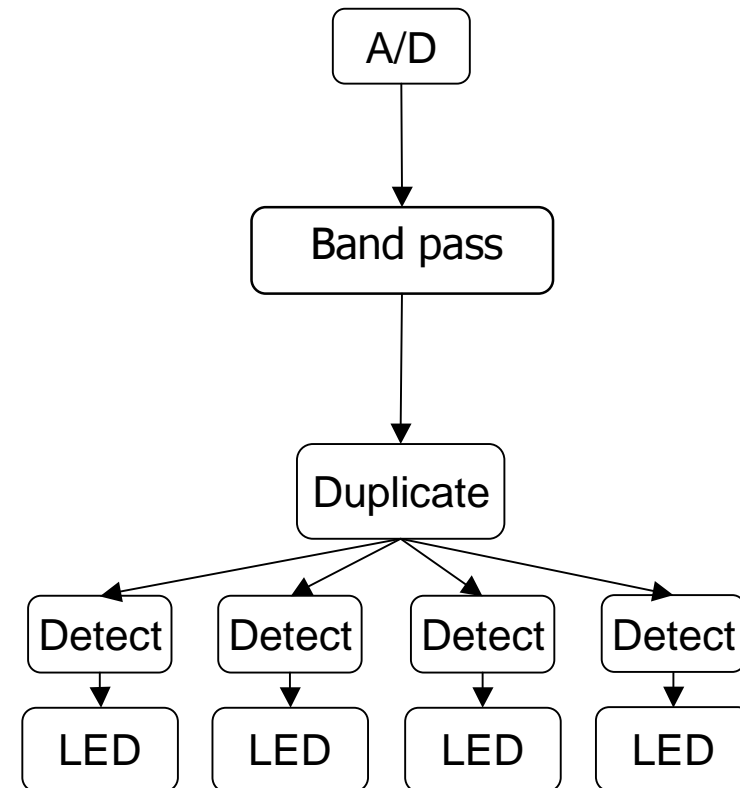 A/D
Band pass
Duplicate
Detect Detect Detect Detect
LED LED LED LED